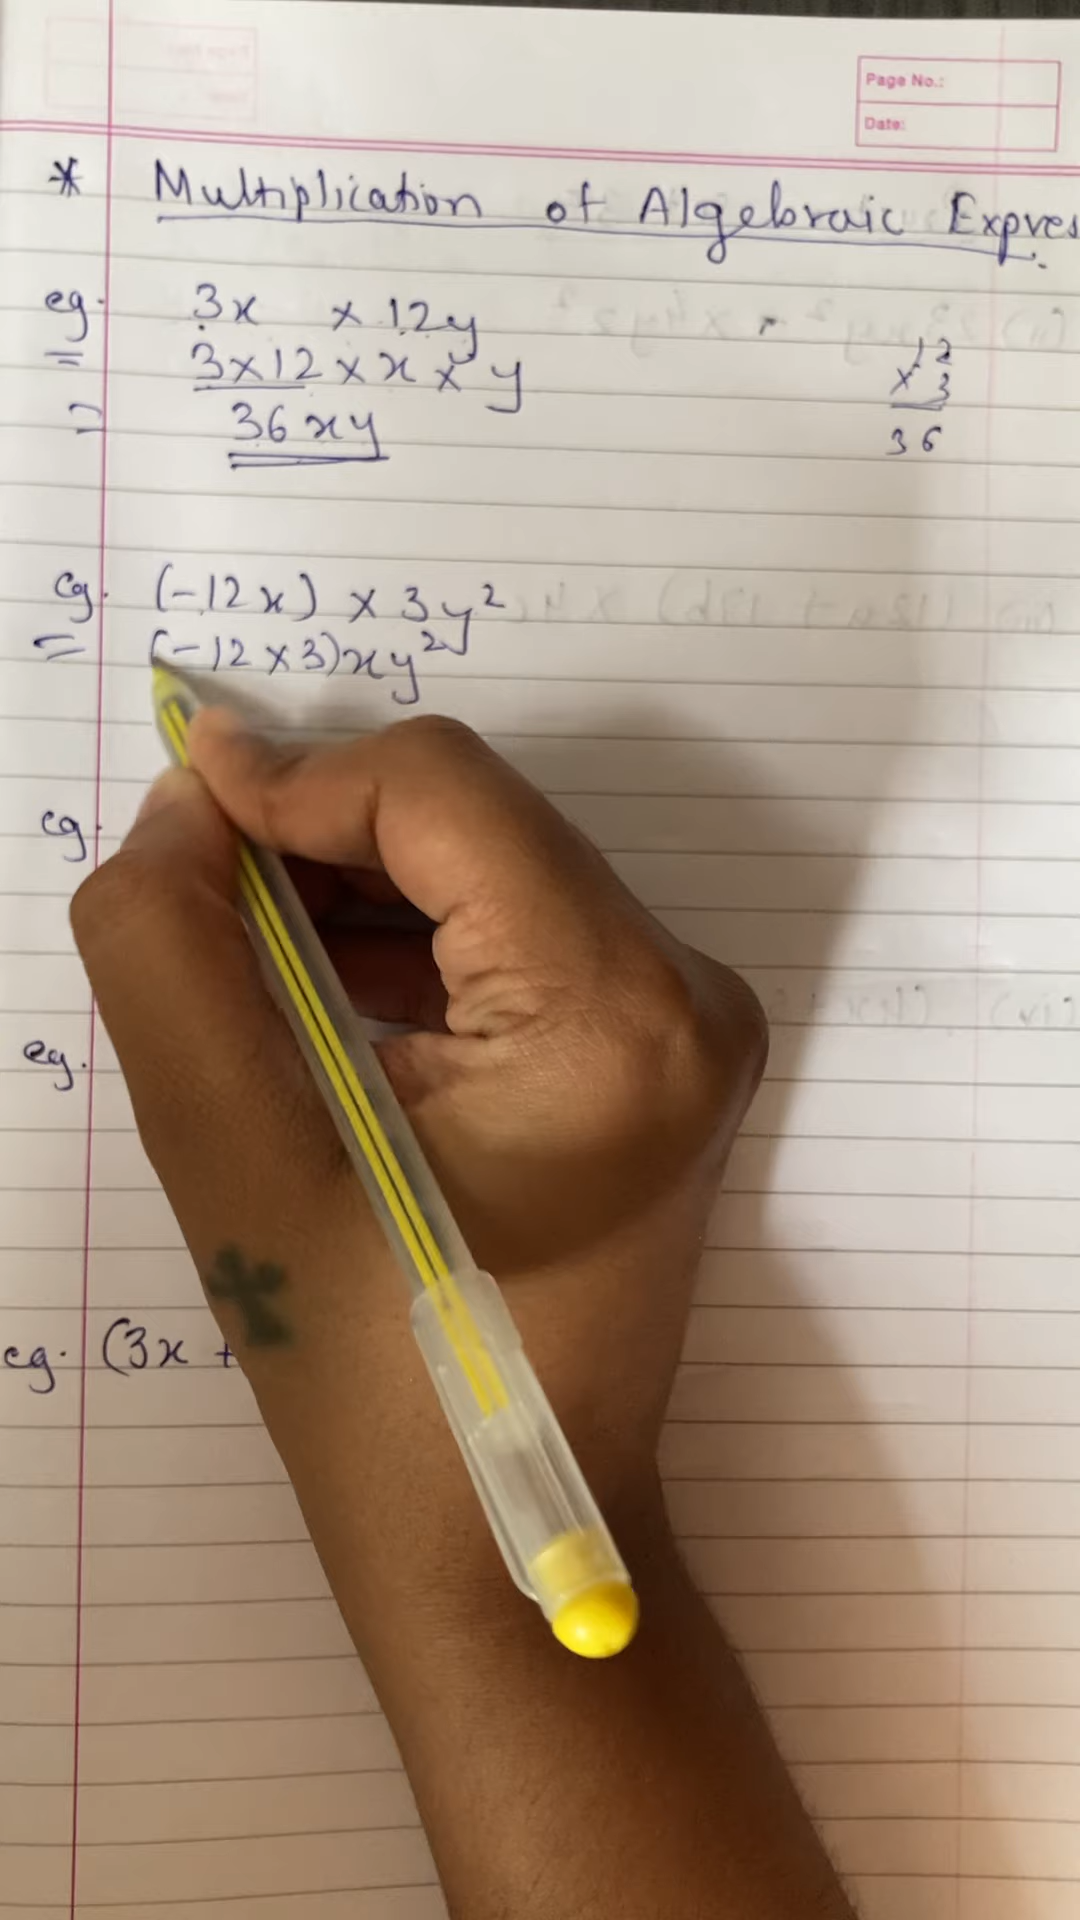 Page No.:
Date:
* Multiplication of Algebraic Expres
eg. 3x × 12y
= 3×12 × x × y
= 36xy
12
× 3
36
eg. (-12x) × 3y²
= (-12×3)xy²
eg.
eg.
eg. (3x +